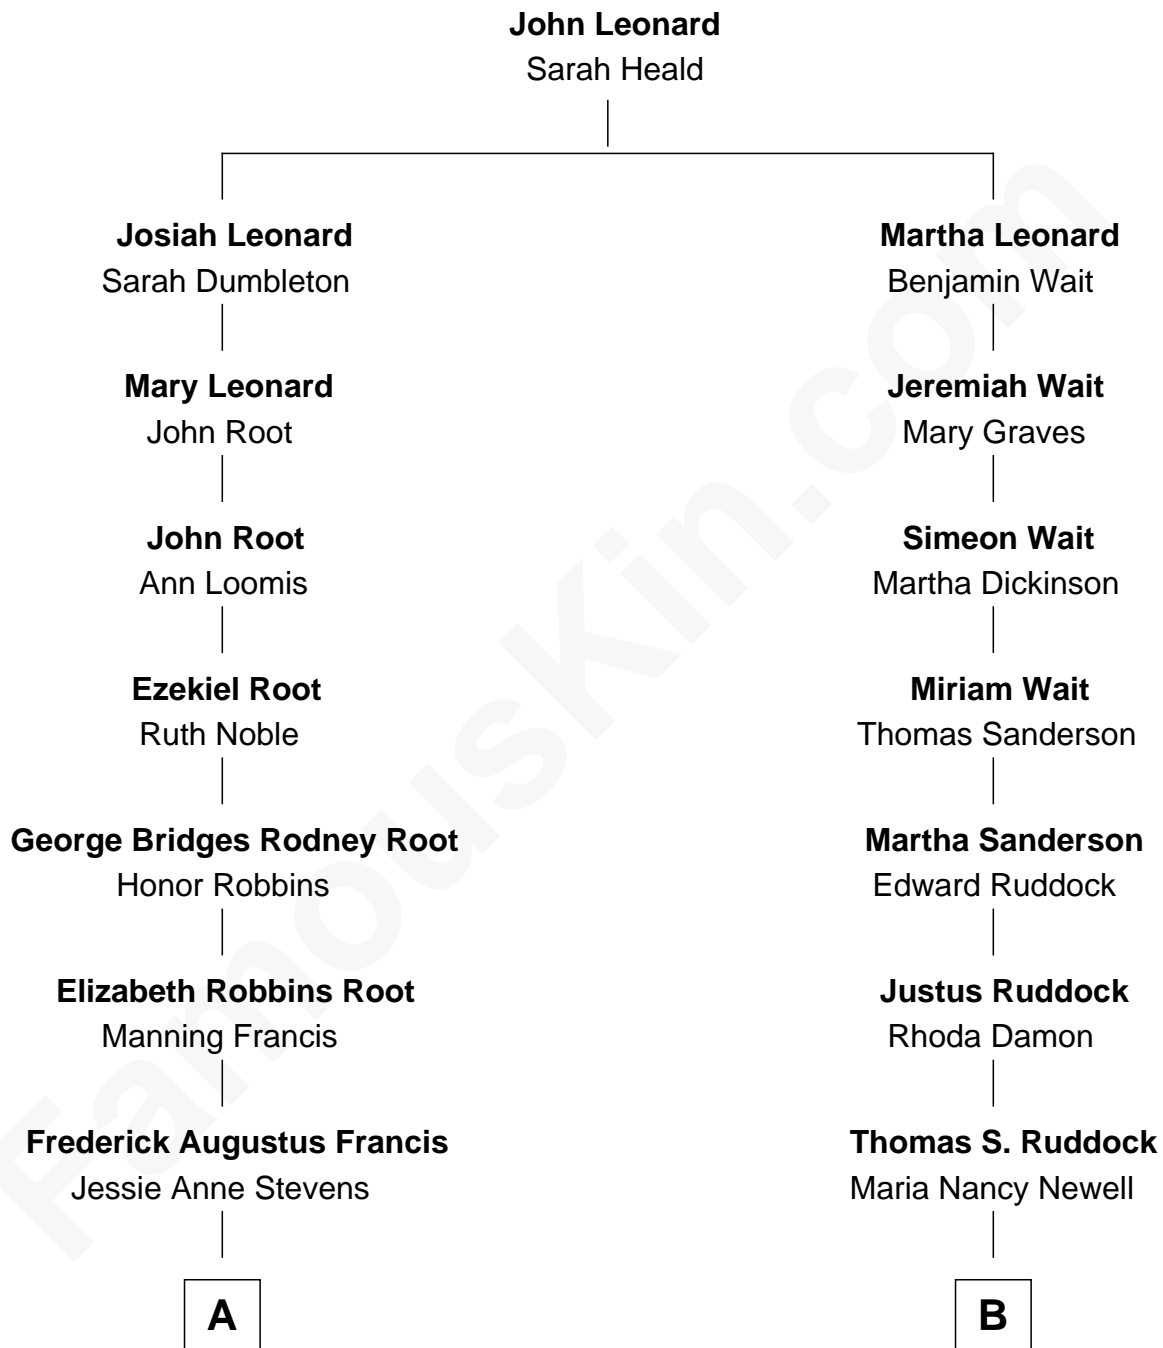 John Leonard
Sarah Heald
Josiah Leonard
Sarah Dumbleton
Martha Leonard
Benjamin Wait
Mary Leonard
John Root
Jeremiah Wait
Mary Graves
John Root
Ann Loomis
Simeon Wait
Martha Dickinson
Ezekiel Root
Ruth Noble
Miriam Wait
Thomas Sanderson
George Bridges Rodney Root
Honor Robbins
Martha Sanderson
Edward Ruddock
Elizabeth Robbins Root
Manning Francis
Justus Ruddock
Rhoda Damon
Frederick Augustus Francis
Jessie Anne Stevens
Thomas S. Ruddock
Maria Nancy Newell
A
B
FamousKin.com